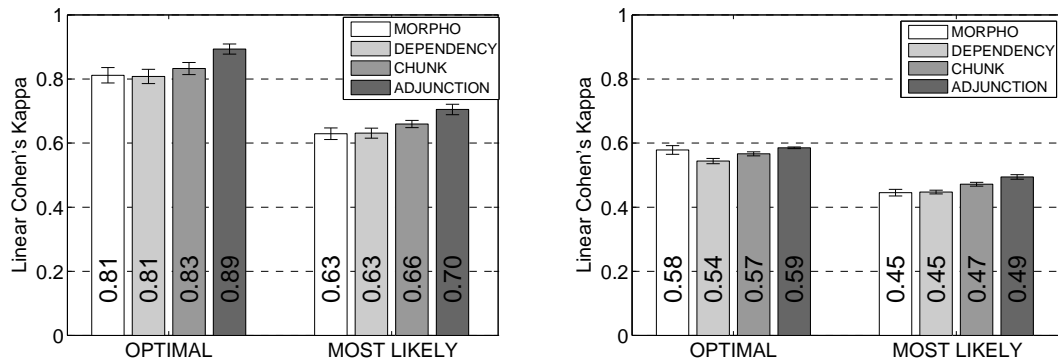 1
0.8
0.6
0.4
0.2
0
Linear Cohen's Kappa
MORPHO
DEPENDENCY
CHUNK
ADJUNCTION
0.81
0.81
0.83
0.89
0.63
0.63
0.66
0.70
OPTIMAL
MOST LIKELY
1
0.8
0.6
0.4
0.2
0
Linear Cohen's Kappa
MORPHO
DEPENDENCY
CHUNK
ADJUNCTION
0.58
0.54
0.57
0.59
0.45
0.45
0.47
0.49
OPTIMAL
MOST LIKELY